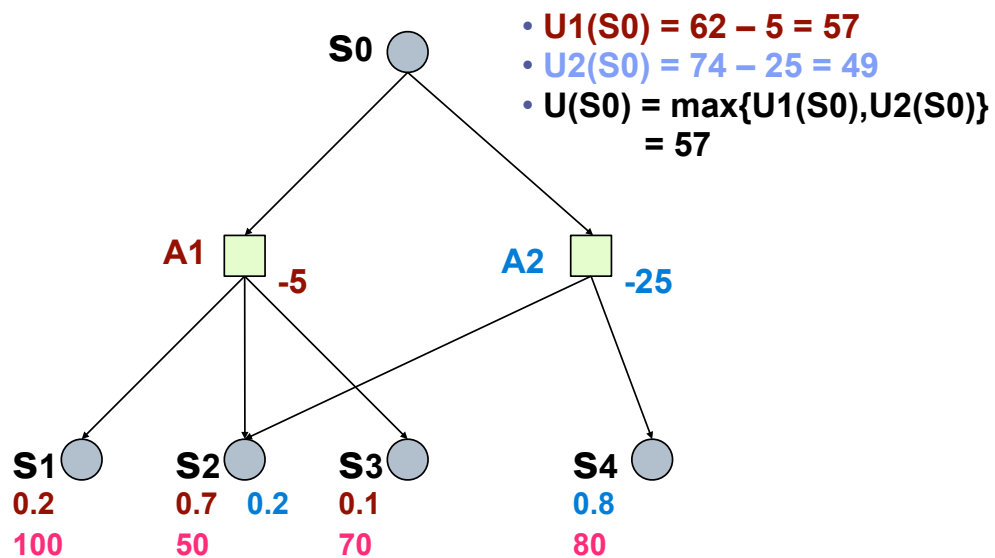 s0
• U1(S0) = 62 – 5 = 57
• U2(S0) = 74 – 25 = 49
• U(S0) = max{U1(S0),U2(S0)}
= 57
A1
-5
A2
-25
s1
s2
s3
s4
0.2
0.7
0.2
0.1
0.8
100
50
70
80